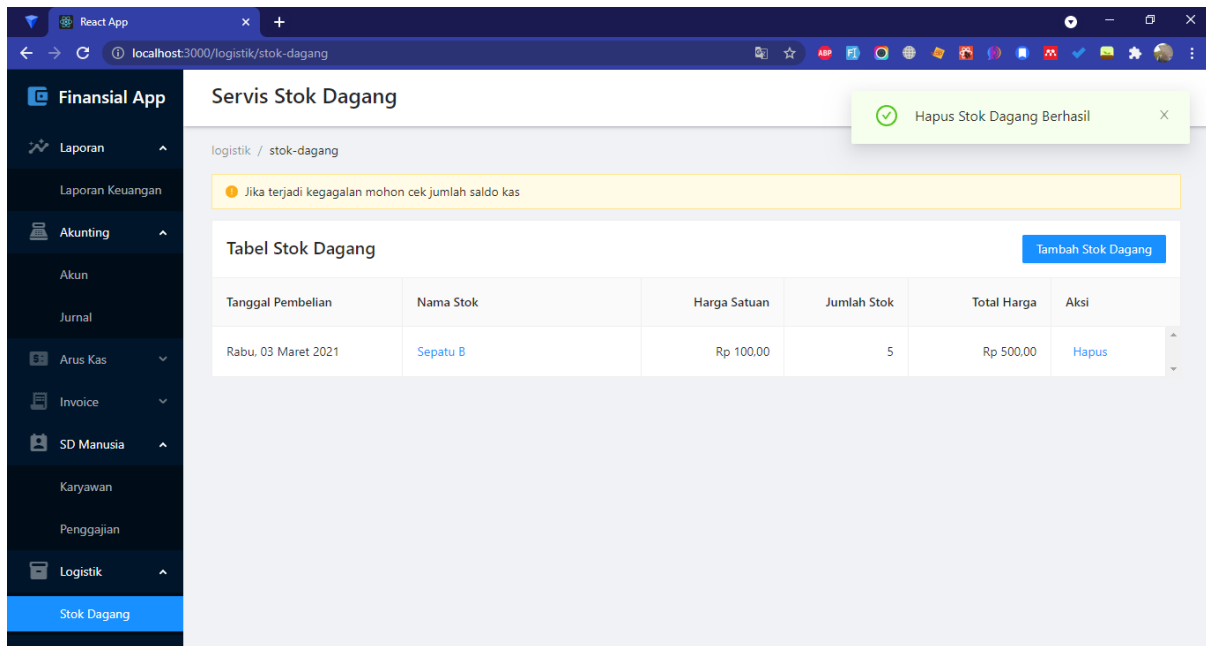 React App
localhost:3000/logistik/stok-dagang
ABP
Finansial App
Laporan
Laporan Keuangan
Akunting
Akun
Jurnal
Arus Kas
Invoice
SD Manusia
Karyawan
Penggajian
Logistik
Stok Dagang
Servis Stok Dagang
Hapus Stok Dagang Berhasil
logistik / stok-dagang
Jika terjadi kegagalan mohon cek jumlah saldo kas
Tabel Stok Dagang
Tambah Stok Dagang
Tanggal Pembelian Nama Stok Harga Satuan Jumlah Stok Total Harga Aksi
Rabu, 03 Maret 2021 Sepatu B Rp 100,00 5 Rp 500,00 Hapus